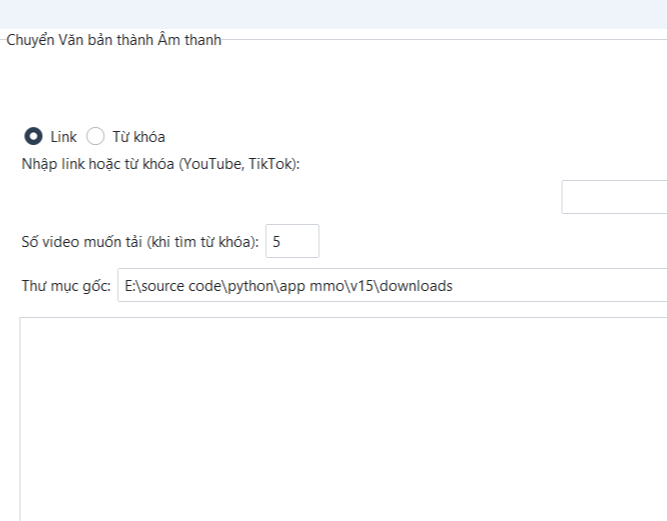 Chuyển Văn bản thành Âm thanh
Link Từ khóa
Nhập link hoặc từ khóa (YouTube, TikTok):
Số video muốn tải (khi tìm từ khóa): 5
Thư mục gốc: E:\source code\python\app mmo\v15\downloads